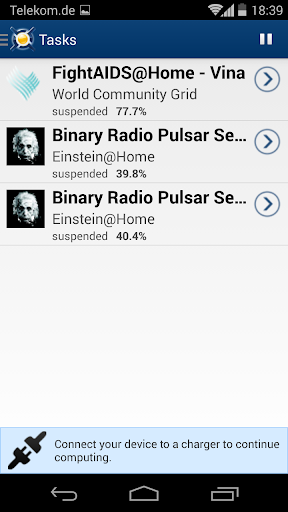 Telekom.de 18:39
Tasks
FightAIDS@Home - Vina
World Community Grid
suspended 77.7%
Binary Radio Pulsar Se...
Einstein@Home
suspended 39.8%
Binary Radio Pulsar Se...
Einstein@Home
suspended 40.4%
Connect your device to a charger to continue
computing.